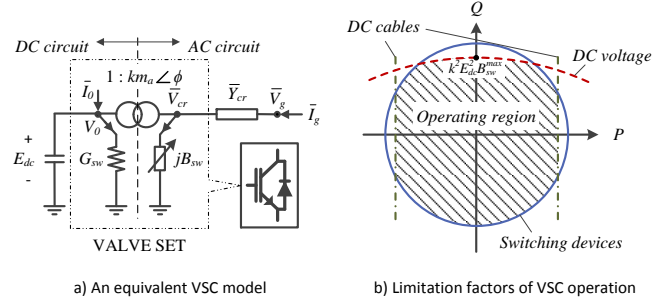 DC circuit
AC circuit
1 : kmₐ∠ϕ
Ī₀
V̄cr
Ȳcr
V̄g
Īg
V₀
+
Edc
-
Gsw
jBsw
VALVE SET
a) An equivalent VSC model
DC cables
Q
DC voltage
k²E²dcBswᵐᵃˣ
Operating region
P
Switching devices
b) Limitation factors of VSC operation